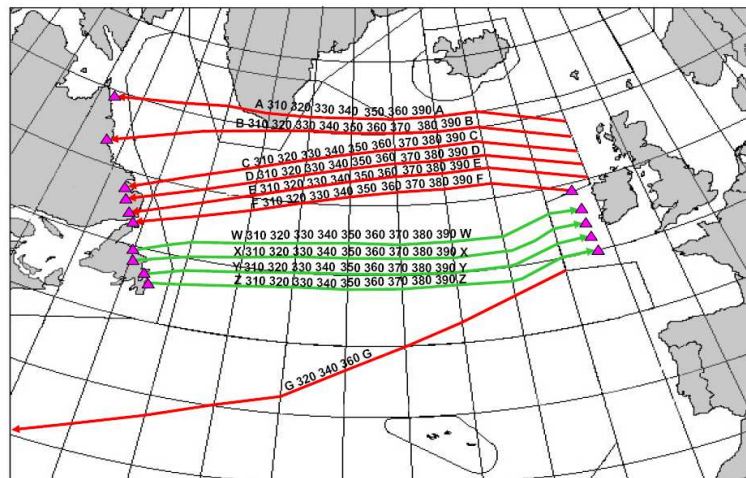 A 310 320 330 340 350 360 390 A
B 310 320 330 340 350 360 370 380 390 B
C 310 320 330 340 350 360 370 380 390 C
D 310 320 330 340 350 360 370 380 390 D
E 310 320 330 340 350 360 370 380 390 E
F 310 320 330 340 350 360 370 380 390 F
W 310 320 330 340 350 360 370 380 390 W
X 310 320 330 340 350 360 370 380 390 X
Y 310 320 330 340 350 360 370 380 390 Y
Z 310 320 330 340 350 360 370 380 390 Z
G 320 340 360 G